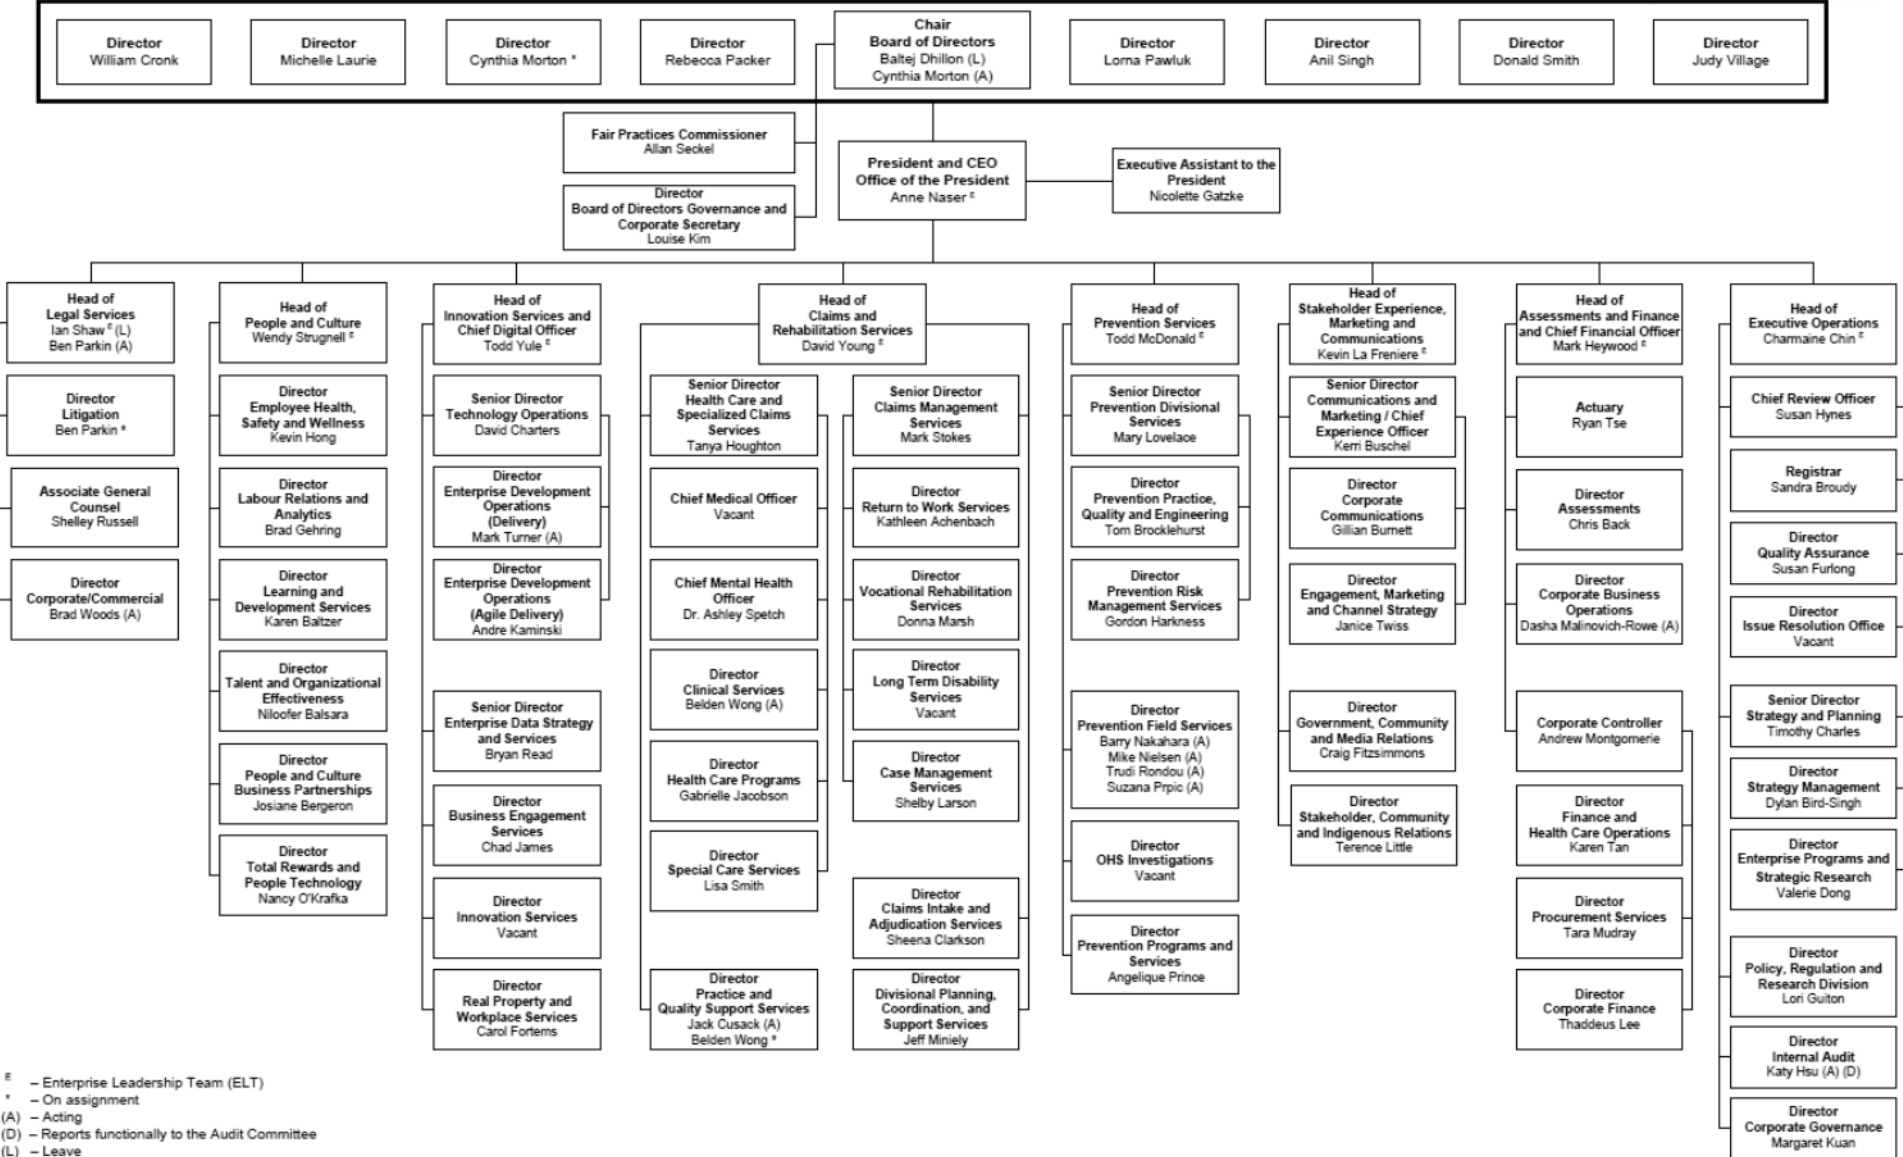 Director
William Cronk
Director
Michelle Laurie
Director
Cynthia Morton *
Director
Rebecca Packer
Chair
Board of Directors
Baltej Dhillon (L)
Cynthia Morton (A)
Director
Lorna Pawluk
Director
Anil Singh
Director
Donald Smith
Director
Judy Village
Fair Practices Commissioner
Allan Seckel
Director
Board of Directors Governance and
Corporate Secretary
Louise Kim
President and CEO
Office of the President
Anne Naser E
Executive Assistant to the
President
Nicolette Gatzke
Head of
Legal Services
Ian Shaw E (L)
Ben Parkin (A)
Director
Litigation
Ben Parkin *
Associate General
Counsel
Shelley Russell
Director
Corporate/Commercial
Brad Woods (A)
Head of
People and Culture
Wendy Strugnell E
Director
Employee Health,
Safety and Wellness
Kevin Hong
Director
Labour Relations and
Analytics
Brad Gehring
Director
Learning and
Development Services
Karen Baltzer
Director
Talent and Organizational
Effectiveness
Niloofer Balsara
Director
People and Culture
Business Partnerships
Josiane Bergeron
Director
Total Rewards and
People Technology
Nancy O'Krafka
Head of
Innovation Services and
Chief Digital Officer
Todd Yule E
Senior Director
Technology Operations
David Charters
Director
Enterprise Development
Operations
(Delivery)
Mark Turner (A)
Director
Enterprise Development
Operations
(Agile Delivery)
Andre Kaminski
Senior Director
Enterprise Data Strategy
and Services
Bryan Read
Director
Business Engagement
Services
Chad James
Director
Innovation Services
Vacant
Director
Real Property and
Workplace Services
Carol Fortems
Head of
Claims and
Rehabilitation Services
David Young E
Senior Director
Health Care and
Specialized Claims
Services
Tanya Houghton
Chief Medical Officer
Vacant
Chief Mental Health
Officer
Dr. Ashley Spetch
Director
Clinical Services
Belden Wong (A)
Director
Health Care Programs
Gabrielle Jacobson
Director
Special Care Services
Lisa Smith
Director
Practice and
Quality Support Services
Jack Cusack (A)
Belden Wong *
Senior Director
Claims Management
Services
Mark Stokes
Director
Return to Work Services
Kathleen Achenbach
Director
Vocational Rehabilitation
Services
Donna Marsh
Director
Long Term Disability
Services
Vacant
Director
Case Management
Services
Shelby Larson
Director
Claims Intake and
Adjudication Services
Sheena Clarkson
Director
Divisional Planning,
Coordination, and
Support Services
Jeff Miniely
Head of
Prevention Services
Todd McDonald E
Senior Director
Prevention Divisional
Services
Mary Lovelace
Director
Prevention Practice,
Quality and Engineering
Tom Brocklehurst
Director
Prevention Risk
Management Services
Gordon Harkness
Director
Prevention Field Services
Barry Nakahara (A)
Mike Nielsen (A)
Trudi Rondou (A)
Suzana Prpic (A)
Director
OHS Investigations
Vacant
Director
Prevention Programs and
Services
Angelique Prince
Head of
Stakeholder Experience,
Marketing and
Communications
Kevin La Freniere E
Senior Director
Communications and
Marketing / Chief
Experience Officer
Kerri Buschel
Director
Corporate
Communications
Gillian Burnett
Director
Engagement, Marketing
and Channel Strategy
Janice Twiss
Director
Government, Community
and Media Relations
Craig Fitzsimmons
Director
Stakeholder, Community
and Indigenous Relations
Terence Little
Head of
Assessments and Finance
and Chief Financial Officer
Mark Heywood E
Actuary
Ryan Tse
Director
Assessments
Chris Back
Director
Corporate Business
Operations
Dasha Malinovich-Rowe (A)
Corporate Controller
Andrew Montgomerie
Director
Finance and
Health Care Operations
Karen Tan
Director
Procurement Services
Tara Mudray
Director
Corporate Finance
Thaddeus Lee
Head of
Executive Operations
Charmaine Chin E
Chief Review Officer
Susan Hynes
Registrar
Sandra Broudy
Director
Quality Assurance
Susan Furlong
Director
Issue Resolution Office
Vacant
Senior Director
Strategy and Planning
Timothy Charles
Director
Strategy Management
Dylan Bird-Singh
Director
Enterprise Programs and
Strategic Research
Valerie Dong
Director
Policy, Regulation and
Research Division
Lori Guiton
Director
Internal Audit
Katy Hsu (A) (D)
Director
Corporate Governance
Margaret Kuan
E – Enterprise Leadership Team (ELT)
* – On assignment
(A) – Acting
(D) – Reports functionally to the Audit Committee
(L) – Leave